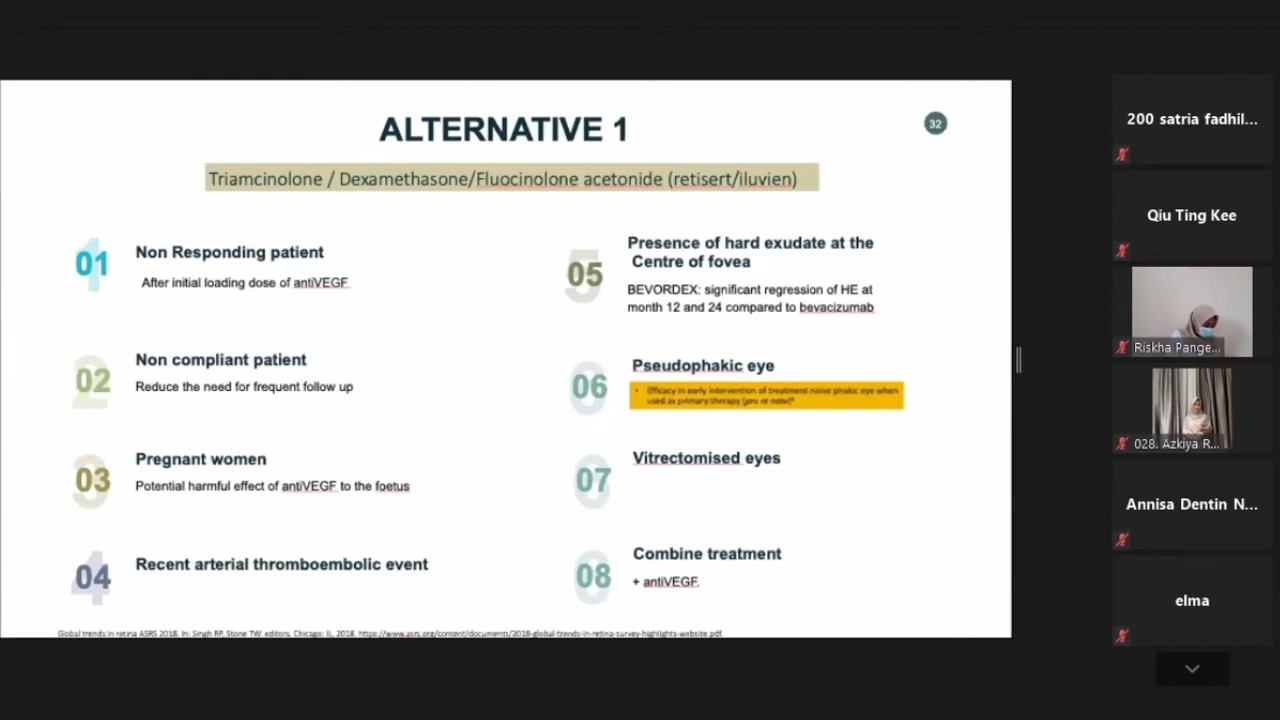 ALTERNATIVE 1
32
Triamcinolone / Dexamethasone/Fluocinolone acetonide (retisert/iluvien)
01
Non Responding patient
After initial loading dose of antiVEGF
02
Non compliant patient
Reduce the need for frequent follow up
03
Pregnant women
Potential harmful effect of antiVEGF to the foetus
04
Recent arterial thromboembolic event
05
Presence of hard exudate at the
Centre of fovea
BEVORDEX: significant regression of HE at
month 12 and 24 compared to bevacizumab
06
Pseudophakic eye
• Efficacy in early intervention of treatment naive phakic eye when
used as primary therapy
07
Vitrectomised eyes
08
Combine treatment
+ antiVEGF
Global trends in retina ASRS 2018. In: Singh RP, Stone TW, editors. Chicago: IL, 2018. https://www.asrs.org/content/documents/2018-global-trends-in-retina-survey-highlights-website.pdf.
200 satria fadhil...
Qiu Ting Kee
Riskha Pange...
028. Azkiya R...
Annisa Dentin N...
elma